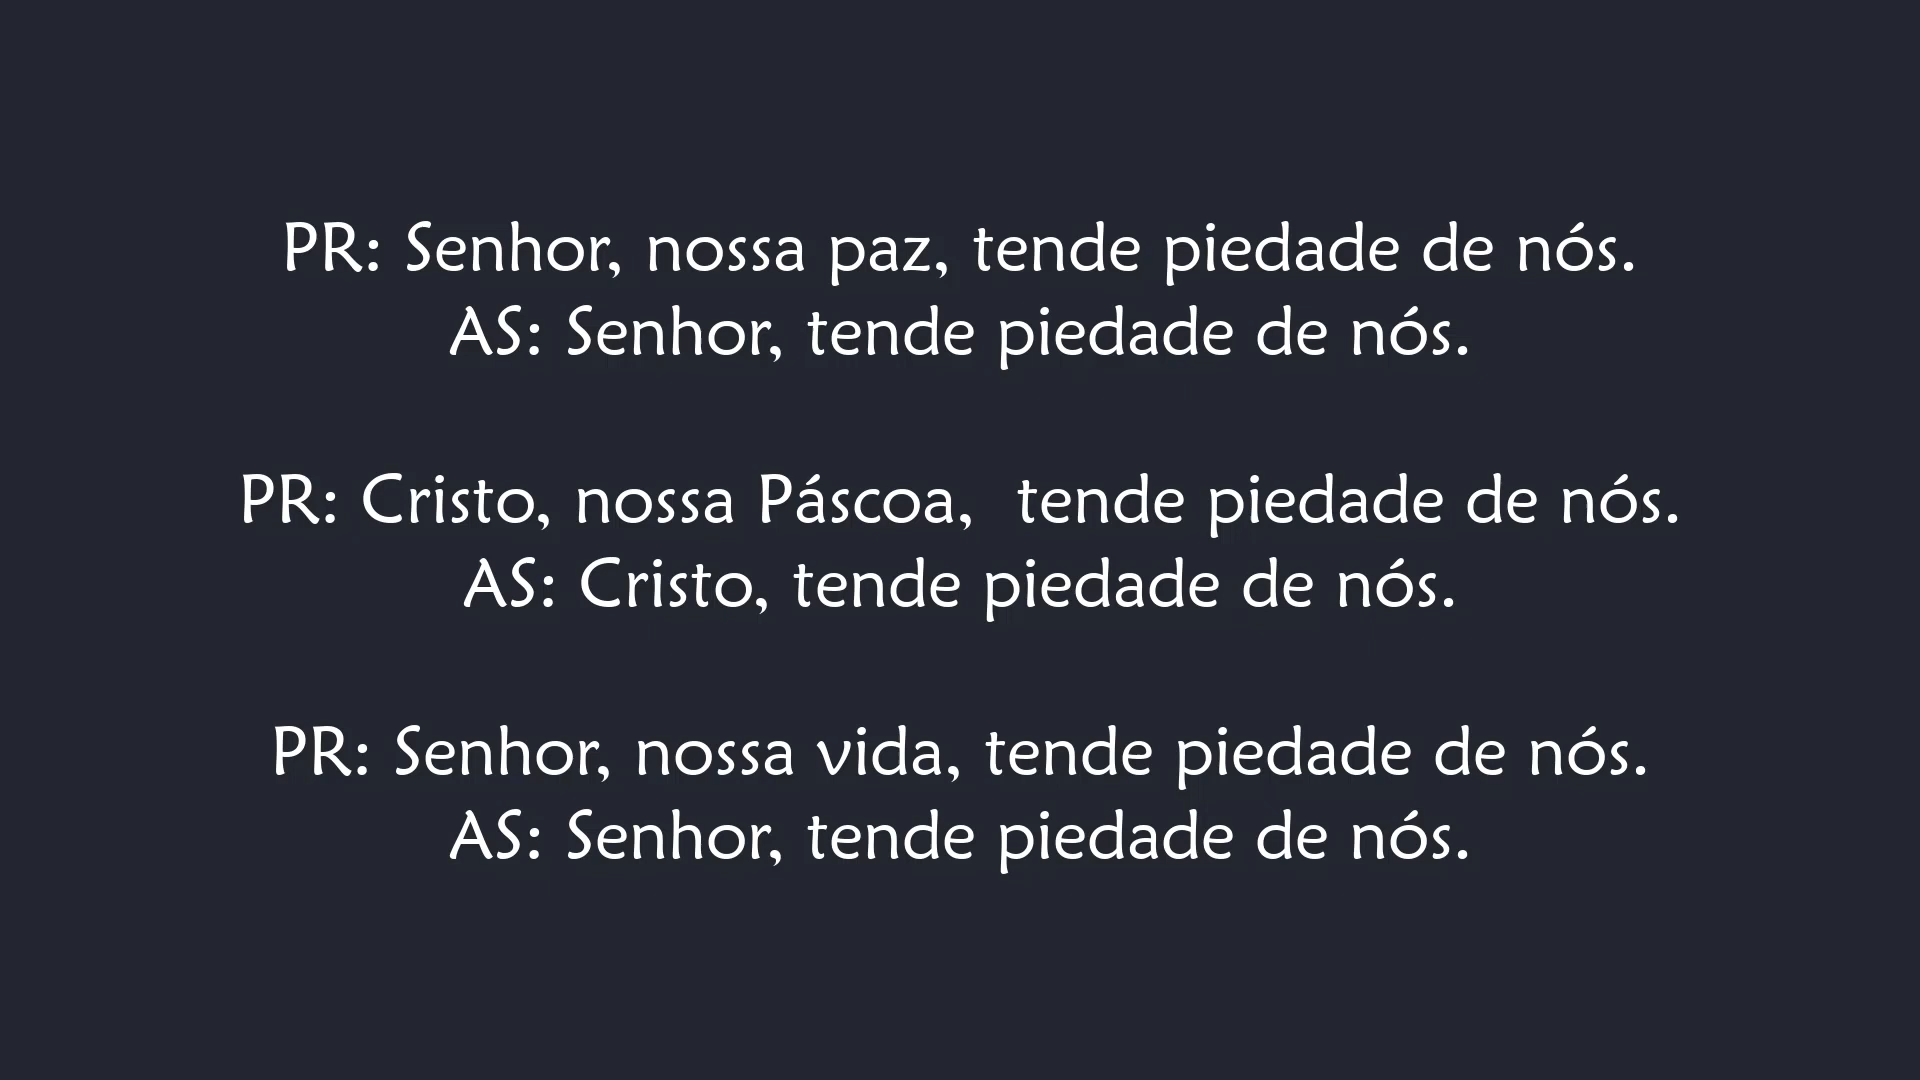 PR: Senhor, nossa paz, tende piedade de nós.
AS: Senhor, tende piedade de nós.
PR: Cristo, nossa Páscoa,  tende piedade de nós.
AS: Cristo, tende piedade de nós.
PR: Senhor, nossa vida, tende piedade de nós.
AS: Senhor, tende piedade de nós.